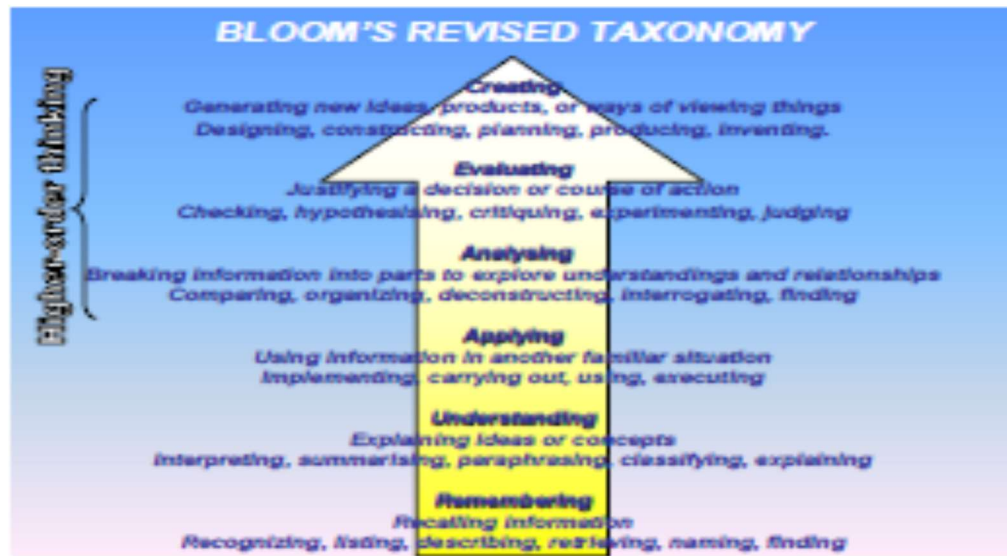 BLOOM'S REVISED TAXONOMY
Higher-order thinking
Creating
Generating new ideas, products, or ways of viewing things
Designing, constructing, planning, producing, inventing.
Evaluating
Justifying a decision or course of action
Checking, hypothesising, critiquing, experimenting, judging
Analysing
Breaking information into parts to explore understandings and relationships
Comparing, organizing, deconstructing, interrogating, finding
Applying
Using information in another familiar situation
Implementing, carrying out, using, executing
Understanding
Explaining ideas or concepts
Interpreting, summarising, paraphrasing, classifying, explaining
Remembering
Recalling information
Recognizing, listing, describing, retrieving, naming, finding